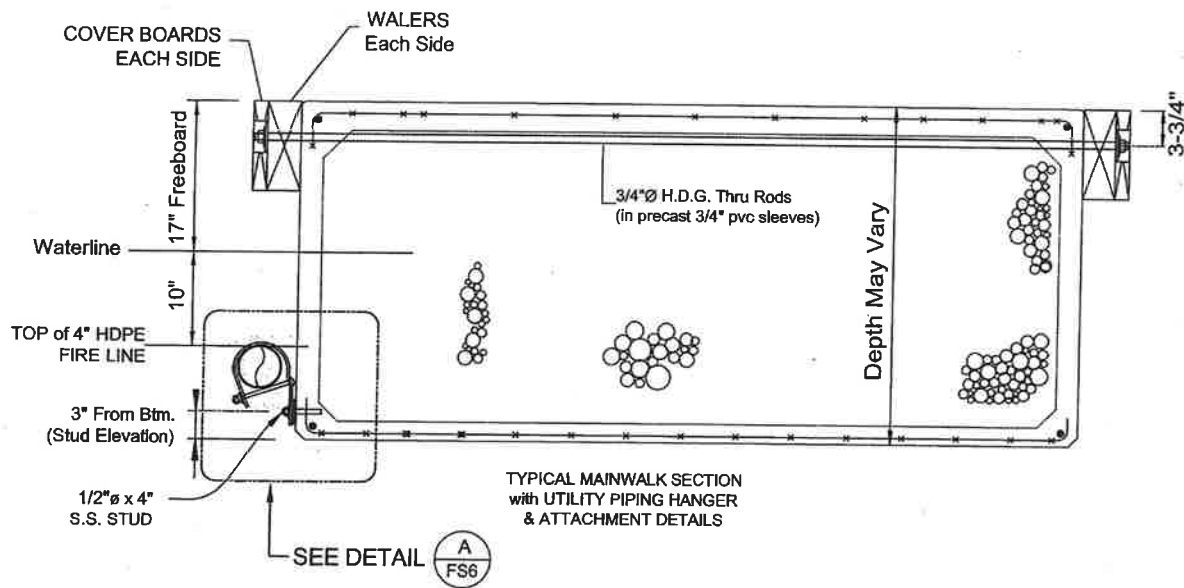 COVER BOARDS
EACH SIDE
WALERS
Each Side
17" Freeboard
3-3/4"
3/4"Ø H.D.G. Thru Rods
(in precast 3/4" pvc sleeves)
Depth May Vary
Waterline
10"
TOP of 4" HDPE
FIRE LINE
3" From Btm.
(Stud Elevation)
1/2"ø x 4"
S.S. STUD
TYPICAL MAINWALK SECTION
with UTILITY PIPING HANGER
& ATTACHMENT DETAILS
SEE DETAIL
A
FS6